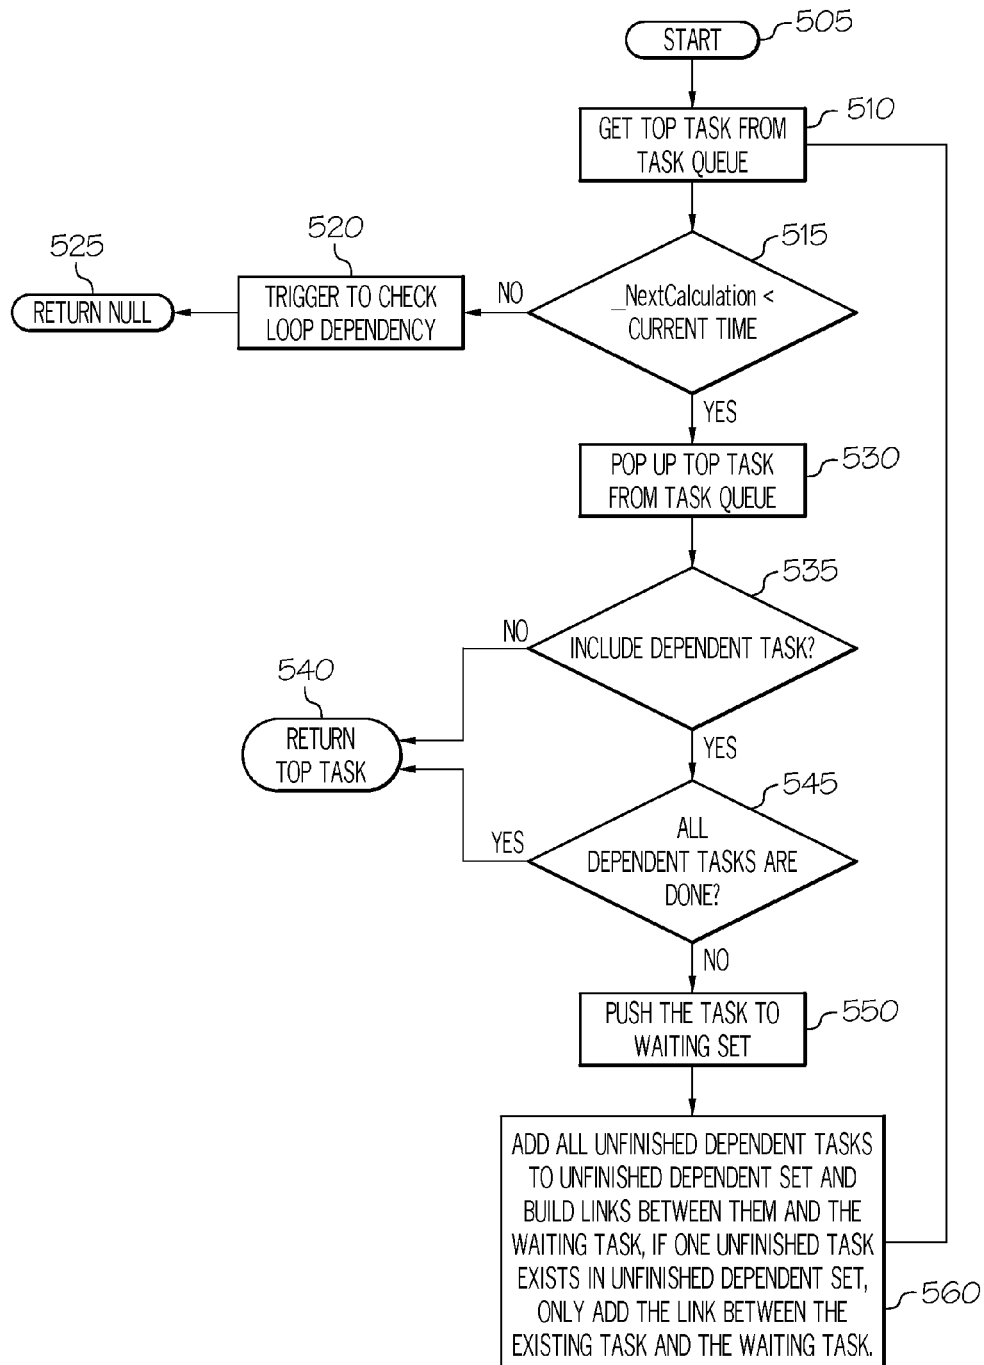 START
505
GET TOP TASK FROM
TASK QUEUE
510
_NextCalculation <
CURRENT TIME
515
NO
TRIGGER TO CHECK
LOOP DEPENDENCY
520
RETURN NULL
525
YES
POP UP TOP TASK
FROM TASK QUEUE
530
INCLUDE DEPENDENT TASK?
535
NO
RETURN
TOP TASK
540
YES
ALL
DEPENDENT TASKS ARE
DONE?
545
YES
NO
PUSH THE TASK TO
WAITING SET
550
ADD ALL UNFINISHED DEPENDENT TASKS
TO UNFINISHED DEPENDENT SET AND
BUILD LINKS BETWEEN THEM AND THE
WAITING TASK, IF ONE UNFINISHED TASK
EXISTS IN UNFINISHED DEPENDENT SET,
ONLY ADD THE LINK BETWEEN THE
EXISTING TASK AND THE WAITING TASK.
560